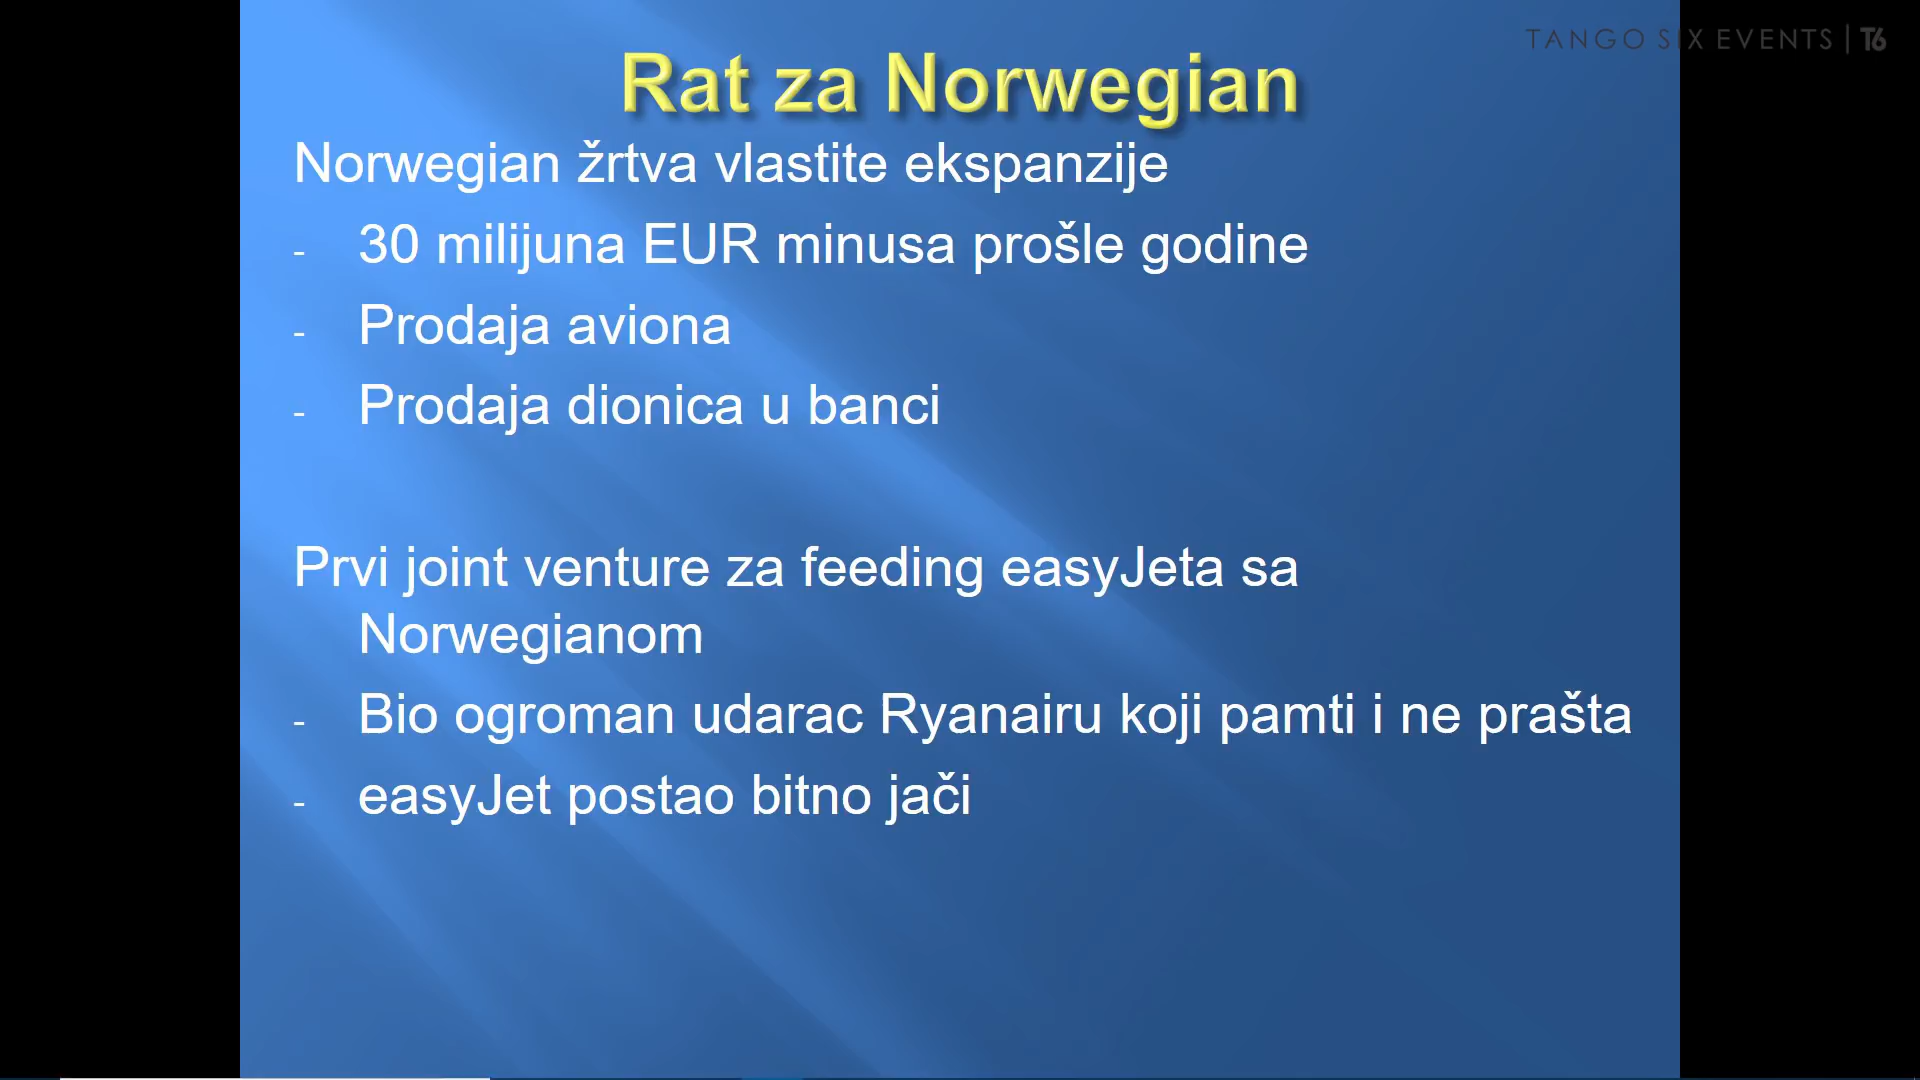 TANGO SIX EVENTS | T6
Rat za Norwegian
Norwegian žrtva vlastite ekspanzije
- 30 milijuna EUR minusa prošle godine
- Prodaja aviona
- Prodaja dionica u banci
Prvi joint venture za feeding easyJeta sa
Norwegianom
- Bio ogroman udarac Ryanairu koji pamti i ne prašta
- easyJet postao bitno jači